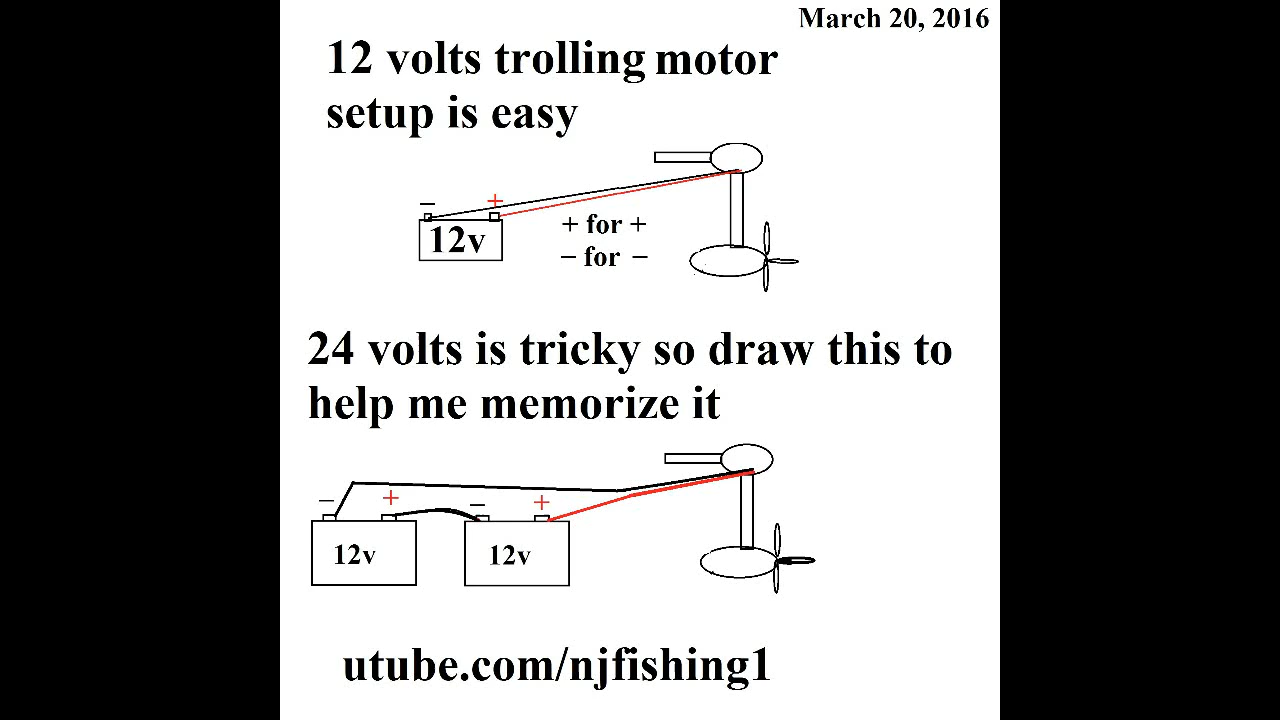 March 20, 2016
12 volts trolling motor
setup is easy
− +
12v
+ for +
− for −
24 volts is tricky so draw this to
help me memorize it
− + − +
12v 12v
utube.com/njfishing1